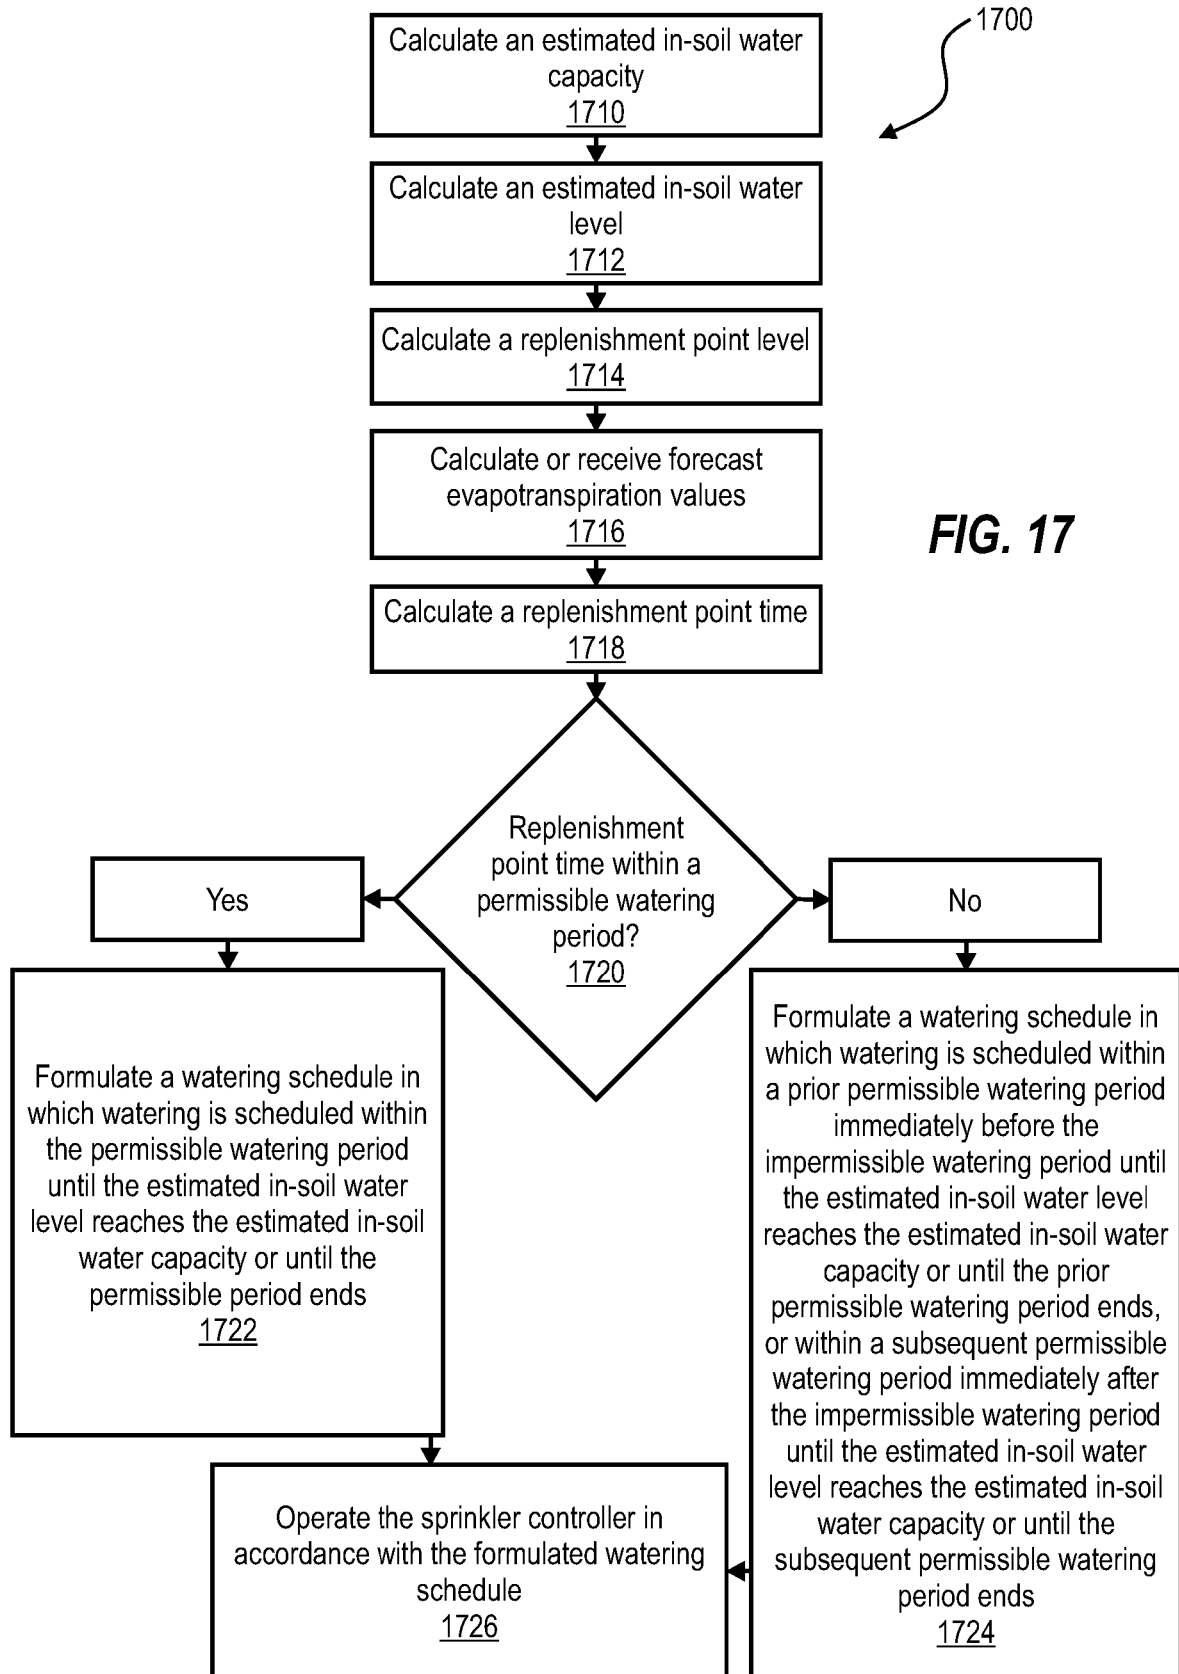 1700
Calculate an estimated in-soil water
capacity
1710
Calculate an estimated in-soil water
level
1712
Calculate a replenishment point level
1714
Calculate or receive forecast
evapotranspiration values
1716
FIG. 17
Calculate a replenishment point time
1718
Replenishment
point time within a
permissible watering
period?
1720
Yes
No
Formulate a watering schedule in
which watering is scheduled within
the permissible watering period
until the estimated in-soil water
level reaches the estimated in-soil
water capacity or until the
permissible period ends
1722
Formulate a watering schedule in
which watering is scheduled within
a prior permissible watering period
immediately before the
impermissible watering period until
the estimated in-soil water level
reaches the estimated in-soil water
capacity or until the prior
permissible watering period ends,
or within a subsequent permissible
watering period immediately after
the impermissible watering period
until the estimated in-soil water
level reaches the estimated in-soil
water capacity or until the
subsequent permissible watering
period ends
1724
Operate the sprinkler controller in
accordance with the formulated watering
schedule
1726